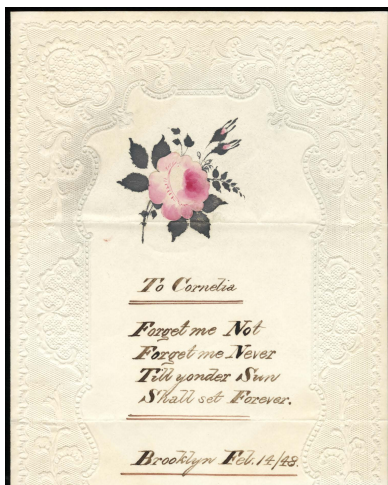 To Cornelia
Forget me Not
Forget me Never
Till yonder Sun
Shall set Forever.
Brooklyn Feb. 14/48.